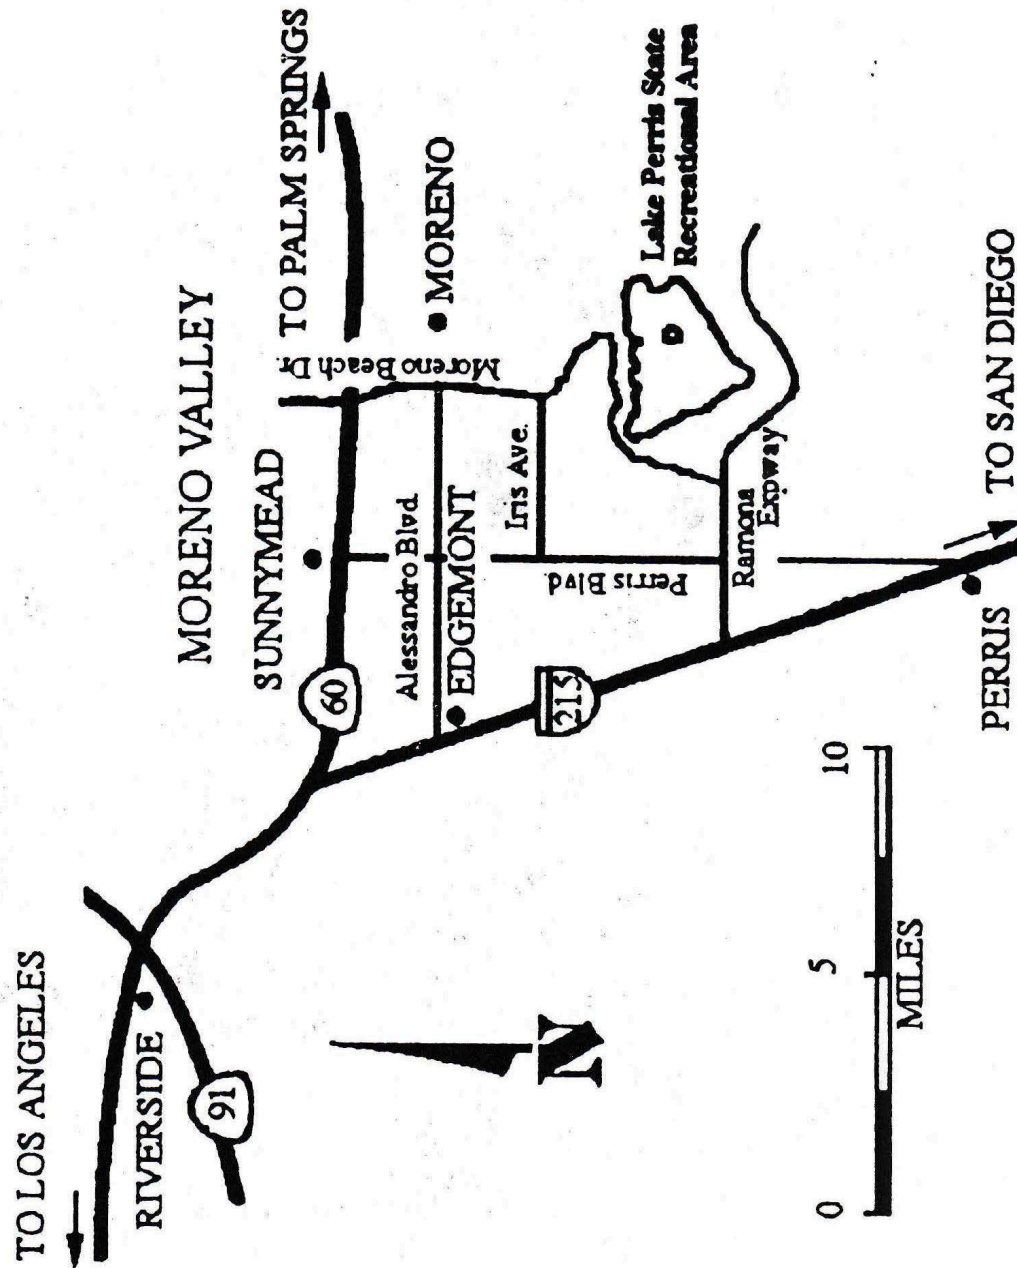 TO LOS ANGELES
RIVERSIDE
91
MORENO VALLEY
SUNNYMEAD
60
TO PALM SPRINGS
Moreno Beach Dr.
MORENO
Alessandro Blvd.
EDGEMONT
Iris Ave.
215
Perris Blvd.
Lake Perris State
Recreational Area
Ramona
Expway
PERRIS
TO SAN DIEGO
N
0 5 10
MILES